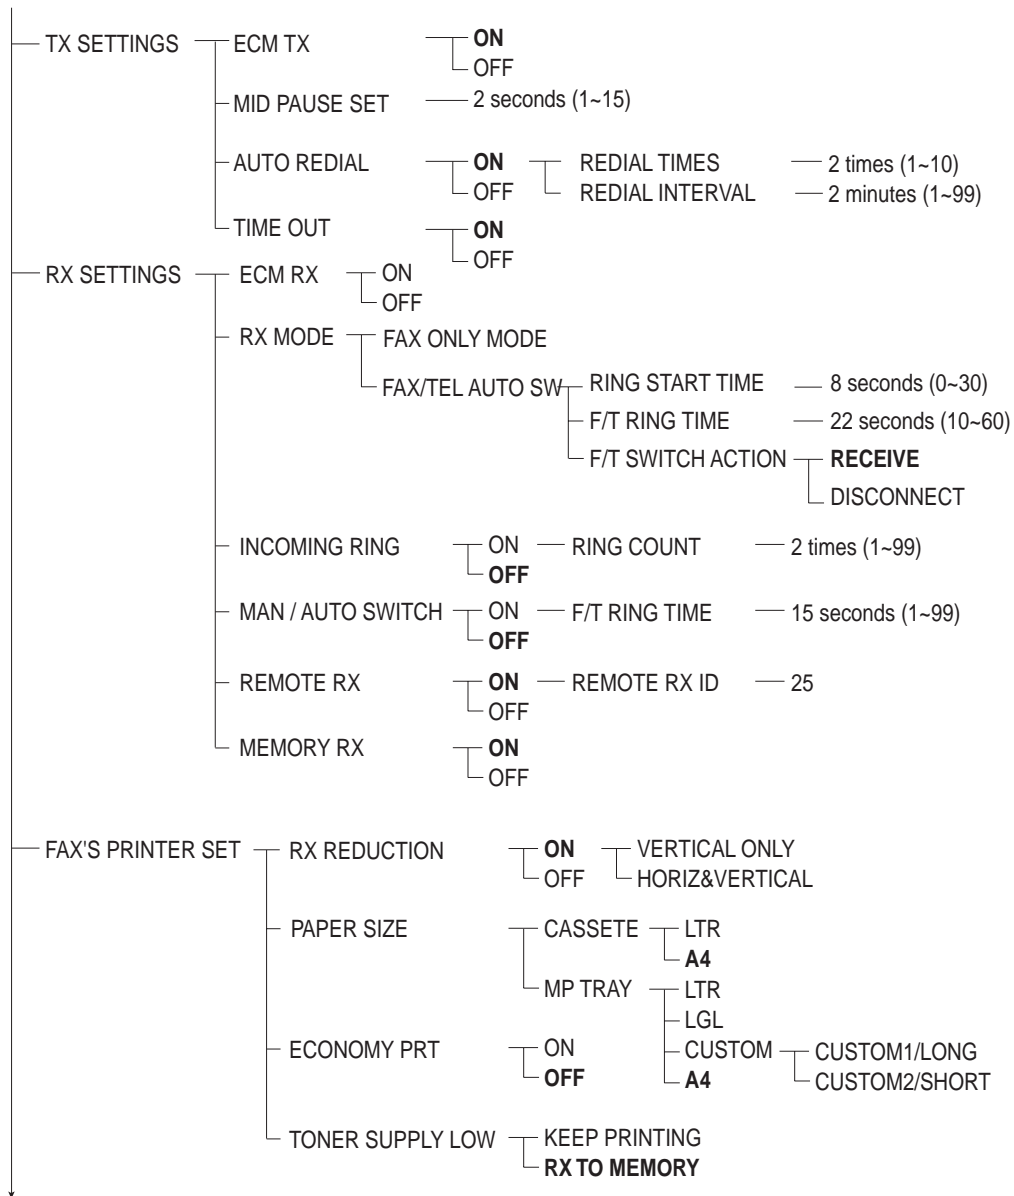 TX SETTINGS ECM TX ON
OFF
MID PAUSE SET 2 seconds (1~15)
AUTO REDIAL ON REDIAL TIMES 2 times (1~10)
OFF REDIAL INTERVAL 2 minutes (1~99)
TIME OUT ON
OFF
RX SETTINGS ECM RX ON
OFF
RX MODE FAX ONLY MODE
FAX/TEL AUTO SW RING START TIME 8 seconds (0~30)
F/T RING TIME 22 seconds (10~60)
F/T SWITCH ACTION RECEIVE
DISCONNECT
INCOMING RING ON RING COUNT 2 times (1~99)
OFF
MAN / AUTO SWITCH ON F/T RING TIME 15 seconds (1~99)
OFF
REMOTE RX ON REMOTE RX ID 25
OFF
MEMORY RX ON
OFF
FAX'S PRINTER SET RX REDUCTION ON VERTICAL ONLY
OFF HORIZ&VERTICAL
PAPER SIZE CASSETE LTR
A4
MP TRAY LTR
LGL
ECONOMY PRT ON CUSTOM CUSTOM1/LONG
OFF A4 CUSTOM2/SHORT
TONER SUPPLY LOW KEEP PRINTING
RX TO MEMORY